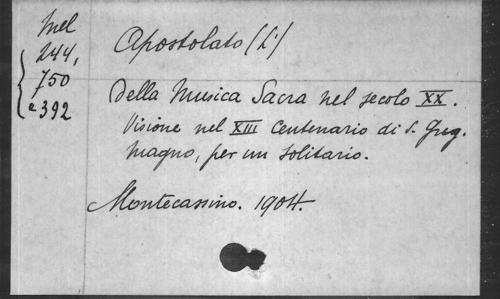 Mel
244,
750
e 392
Apostolato (L')
Della Musica Sacra nel secolo XX.
Visione nel XIII Centenario di S. Greg.
Magno, per un Solitario.
Montecassino. 1904.